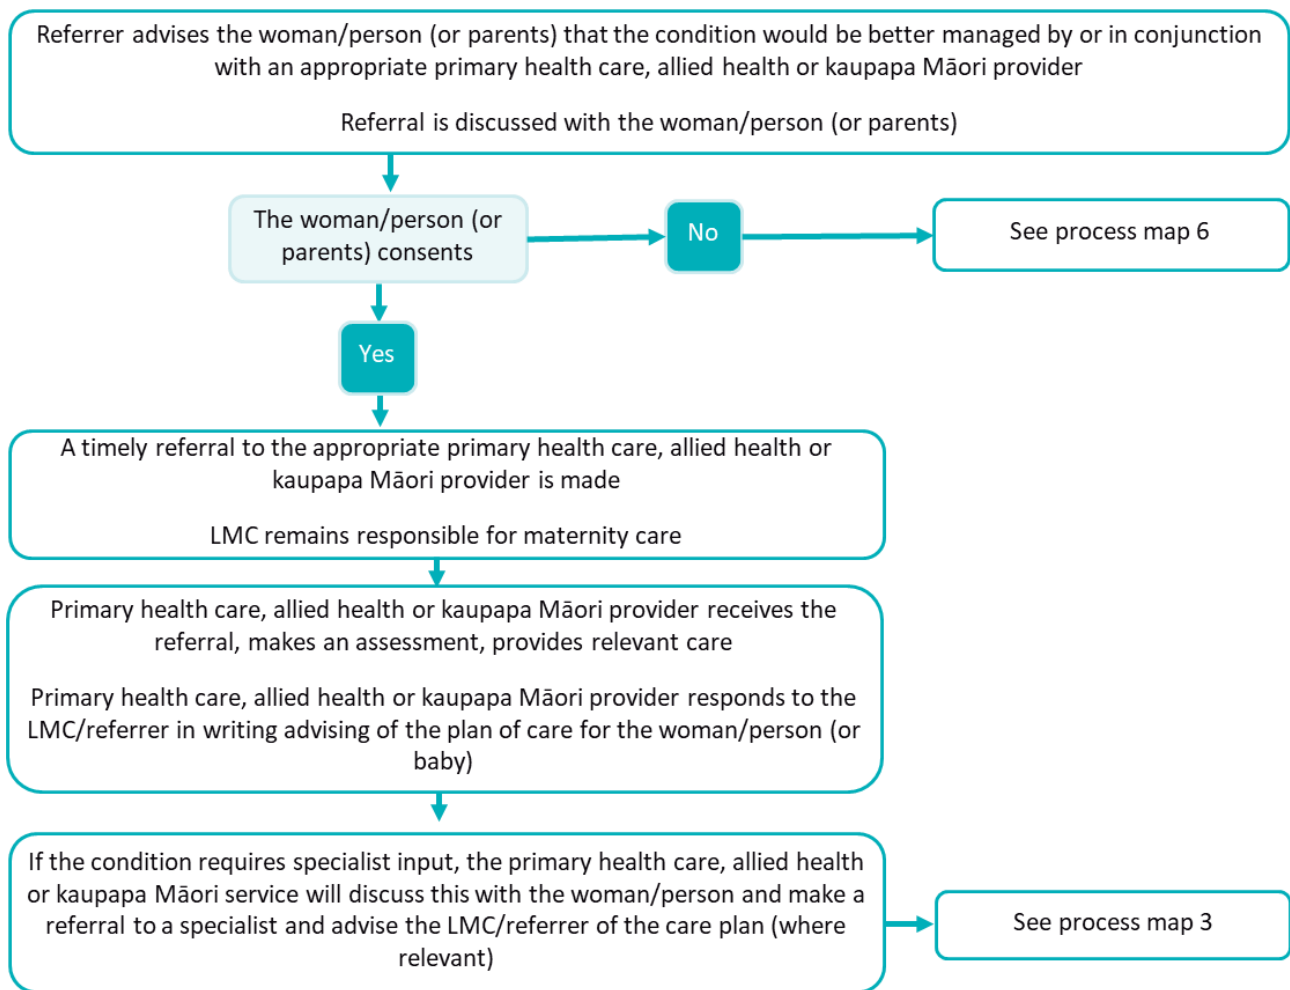 Referrer advises the woman/person (or parents) that the condition would be better managed by or in conjunction
with an appropriate primary health care, allied health or kaupapa Māori provider
Referral is discussed with the woman/person (or parents)
The woman/person (or
parents) consents
No
See process map 6
Yes
A timely referral to the appropriate primary health care, allied health or
kaupapa Māori provider is made
LMC remains responsible for maternity care
Primary health care, allied health or kaupapa Māori provider receives the
referral, makes an assessment, provides relevant care
Primary health care, allied health or kaupapa Māori provider responds to the
LMC/referrer in writing advising of the plan of care for the woman/person (or
baby)
If the condition requires specialist input, the primary health care, allied health
or kaupapa Māori service will discuss this with the woman/person and make a
referral to a specialist and advise the LMC/referrer of the care plan (where
relevant)
See process map 3